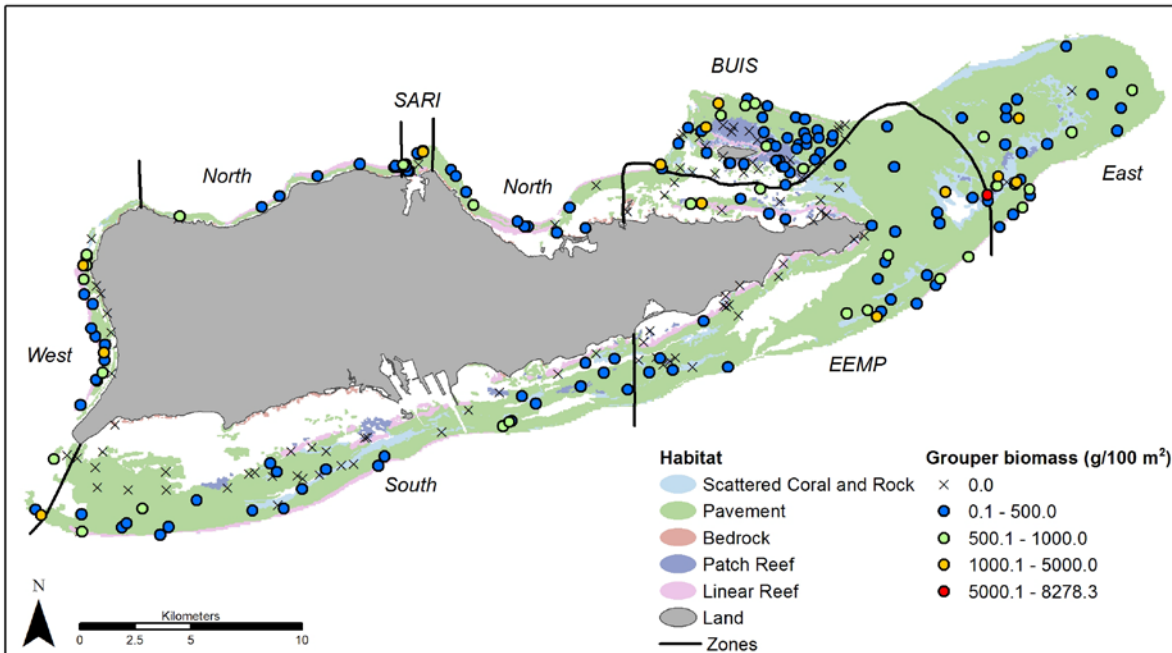 BUIS
SARI
North
North
East
West
EEMP
South
Habitat
Scattered Coral and Rock
Pavement
Bedrock
Patch Reef
Linear Reef
Land
Zones
Grouper biomass (g/100 m²)
0.0
0.1 - 500.0
500.1 - 1000.0
1000.1 - 5000.0
5000.1 - 8278.3
N
Kilometers
0 2.5 5 10